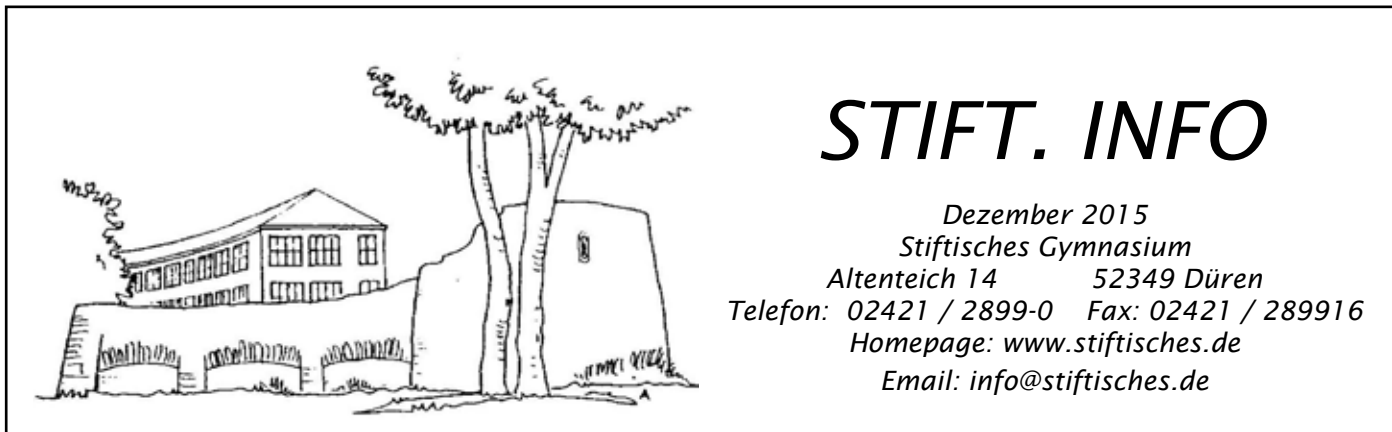 STIFT. INFO
Dezember 2015
Stiftisches Gymnasium
Altenteich 14 52349 Düren
Telefon: 02421 / 2899-0 Fax: 02421 / 289916
Homepage: www.stiftisches.de
Email: info@stiftisches.de